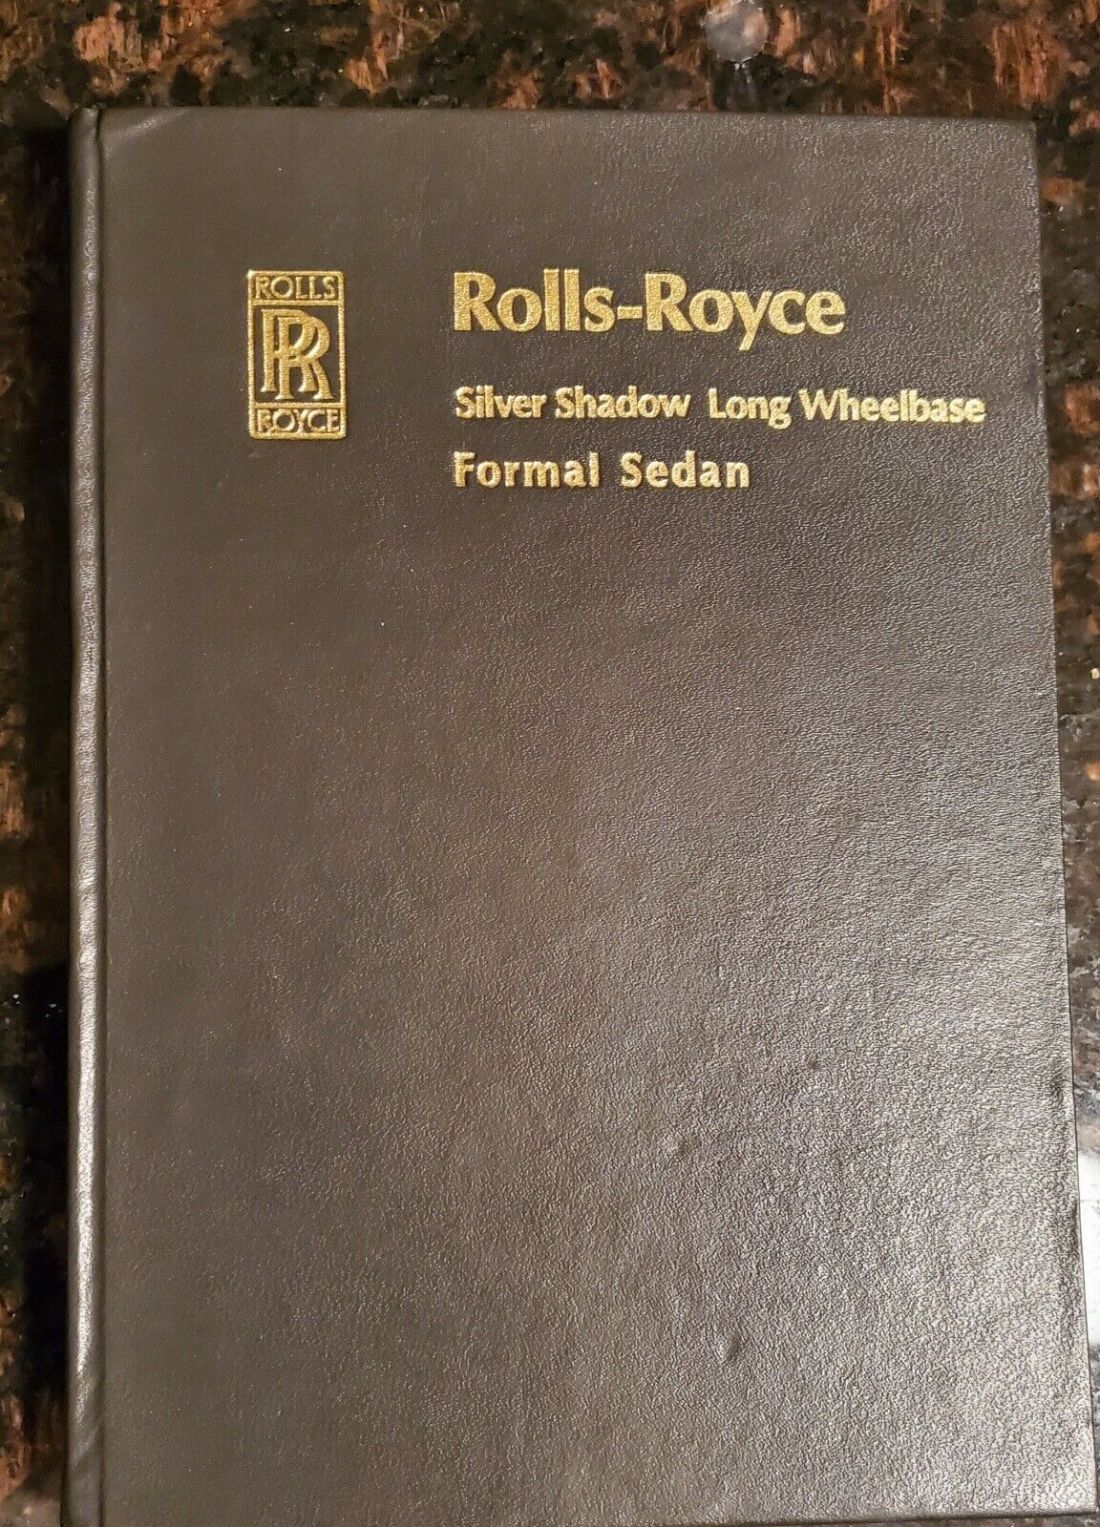 ROLLS
RR
ROYCE
Rolls-Royce
Silver Shadow Long Wheelbase
Formal Sedan